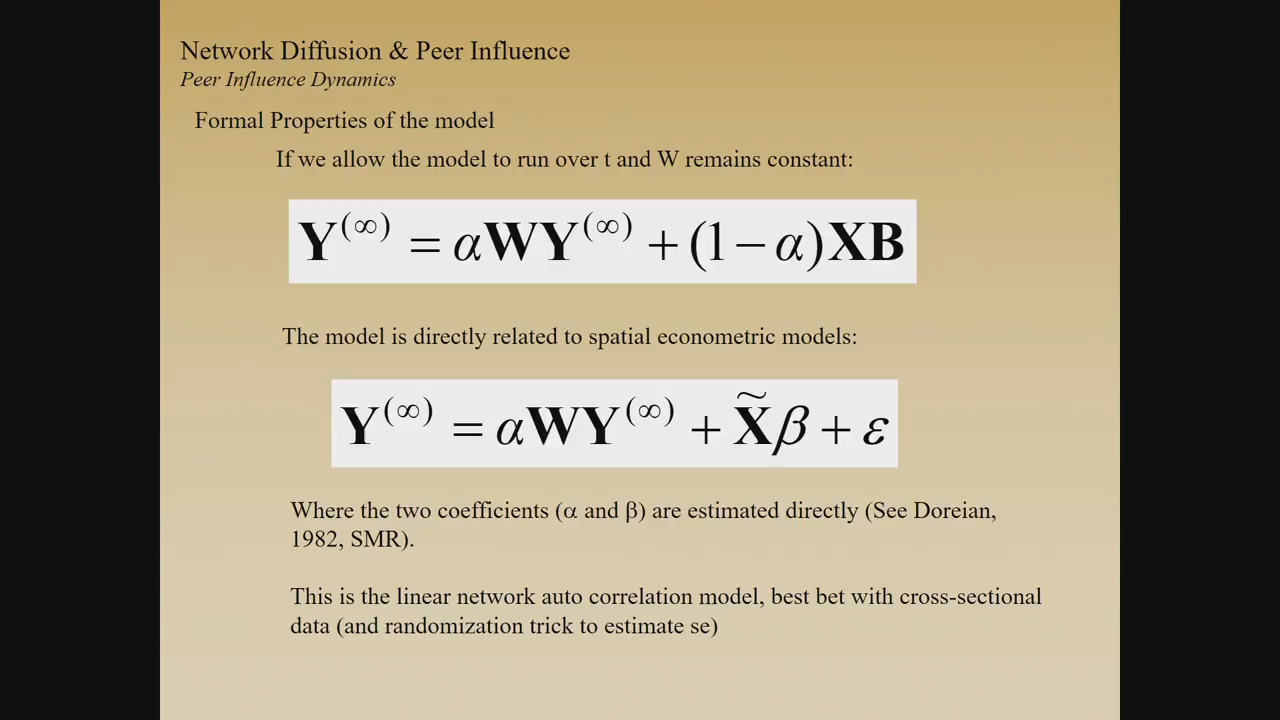 Network Diffusion & Peer Influence
Peer Influence Dynamics
Formal Properties of the model
If we allow the model to run over t and W remains constant:
Y^(∞) = αWY^(∞) + (1 − α)XB
The model is directly related to spatial econometric models:
Y^(∞) = αWY^(∞) + X̃β + ε
Where the two coefficients (α and β) are estimated directly (See Doreian,
1982, SMR).
This is the linear network auto correlation model, best bet with cross-sectional
data (and randomization trick to estimate se)